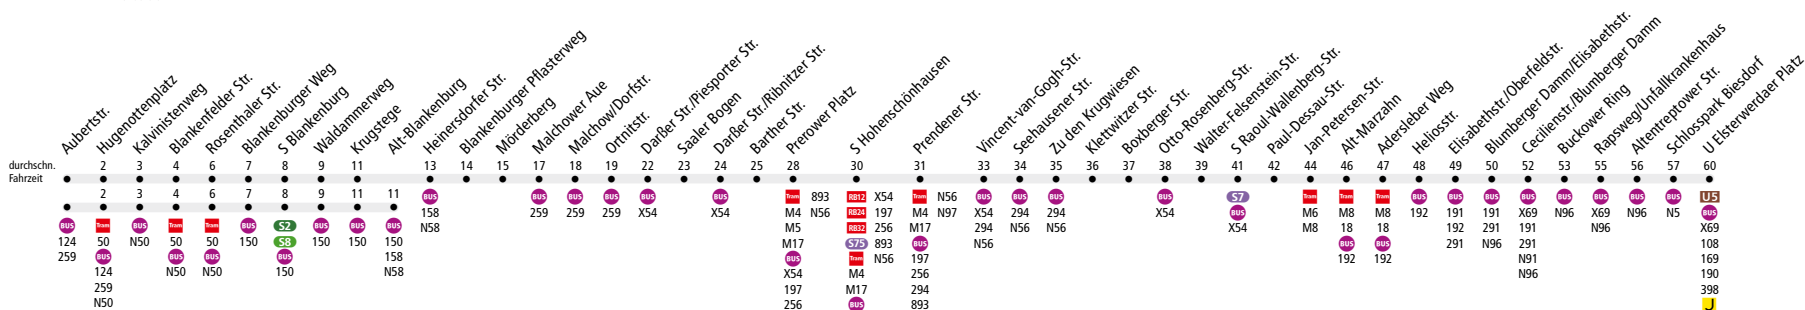 Aubertstr.
Hugenottenplatz
Kalvinistenweg
Blankenfelder Str.
Rosenthaler Str.
Blankenburger Weg
S Blankenburg
Waldammerweg
Krugstege
Alt-Blankenburg
Heinersdorfer Str.
Blankenburger Pflasterweg
Mörderberg
Malchower Aue
Malchow/Dorfstr.
Ortnitstr.
Darßer Str./Piesporter Str.
Saaler Bogen
Darßer Str./Ribnitzer Str.
Barther Str.
Prerower Platz
S Hohenschönhausen
Prendener Str.
Vincent-van-Gogh-Str.
Seehausener Str.
Zu den Krugwiesen
Klettwitzer Str.
Boxberger Str.
Otto-Rosenberg-Str.
Walter-Felsenstein-Str.
S Raoul-Wallenberg-Str.
Paul-Dessau-Str.
Jan-Petersen-Str.
Alt-Marzahn
Adersleber Weg
Heliosstr.
Elisabethstr./Oberfeldstr.
Blumberger Damm/Elisabethstr.
Cecilienstr./Blumberger Damm
Buckower Ring
Rapsweg/Unfallkrankenhaus
Altentreptower Str.
Schlosspark Biesdorf
U Elsterwerdaer Platz
durchschn. 2 3 4 6 7 8 9 11 13 14 15 17 18 19 22 23 24 25 28 30 31 33 34 35 36 37 38 39 41 42 44 46 47 48 49 50 52 53 55 56 57 60
Fahrzeit
2 3 4 6 7 8 9 11 11
BUS
124
259
Tram
50
BUS
124
259
N50
BUS
N50
Tram
50
BUS
N50
Tram
50
BUS
N50
BUS
150
S2
S8
BUS
150
BUS
150
BUS
150
BUS
150
158
N58
BUS
158
N58
BUS
259
BUS
259
BUS
259
BUS
X54
BUS
X54
Tram 893
M4 N56
M5
M17
BUS
X54
197
256
RB12 X54
RB24 197
RB32 256
S75 893
Tram N56
M4
M17
BUS
Tram N56
M4 N97
M17
BUS
197
256
294
893
BUS
X54
294
N56
BUS
294
N56
BUS
294
N56
BUS
X54
S7
BUS
X54
Tram
M6
M8
Tram
M8
18
BUS
192
Tram
M8
18
BUS
192
BUS
192
BUS
191
192
291
BUS
191
291
N96
BUS
X69
191
291
N91
N96
BUS
N96
BUS
X69
N96
BUS
N96
BUS
N5
U5
BUS
X69
108
169
190
398
J